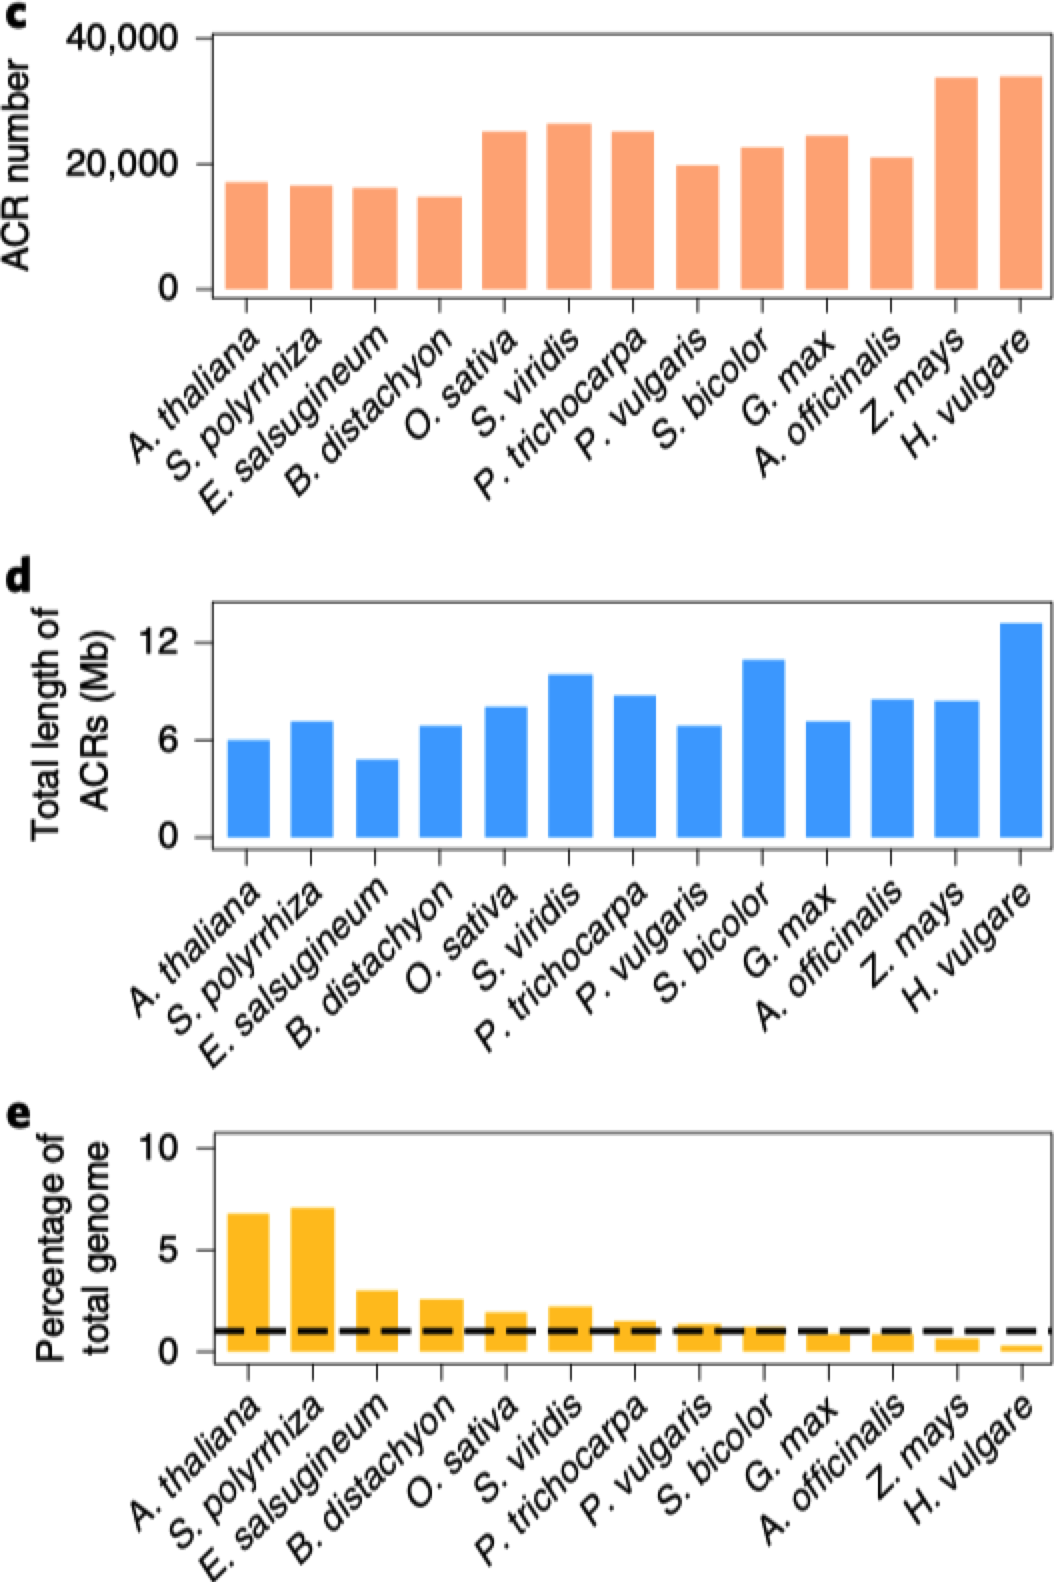 c
ACR number
40,000
20,000
0
A. thaliana
S. polyrrhiza
E. salsugineum
B. distachyon
O. sativa
S. viridis
P. trichocarpa
P. vulgaris
S. bicolor
G. max
A. officinalis
Z. mays
H. vulgare
d
Total length of
ACRs (Mb)
12
6
0
A. thaliana
S. polyrrhiza
E. salsugineum
B. distachyon
O. sativa
S. viridis
P. trichocarpa
P. vulgaris
S. bicolor
G. max
A. officinalis
Z. mays
H. vulgare
e
Percentage of
total genome
10
5
0
A. thaliana
S. polyrrhiza
E. salsugineum
B. distachyon
O. sativa
S. viridis
P. trichocarpa
P. vulgaris
S. bicolor
G. max
A. officinalis
Z. mays
H. vulgare